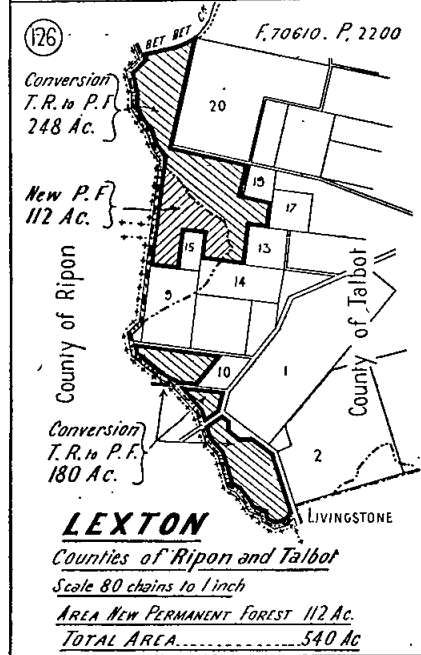 126
BET BET CK
F.70610. P. 2200
Conversion
T.R. to P.F.
248 Ac.
20
New P.F.
112 Ac.
19
17
15
13
14
9
County of Ripon
County of Talbot
10
1
Conversion
T.R. to P.F.
180 Ac.
2
LIVINGSTONE
LEXTON
Counties of Ripon and Talbot
Scale 80 chains to 1 inch
AREA NEW PERMANENT FOREST 112 Ac.
TOTAL AREA............540 Ac